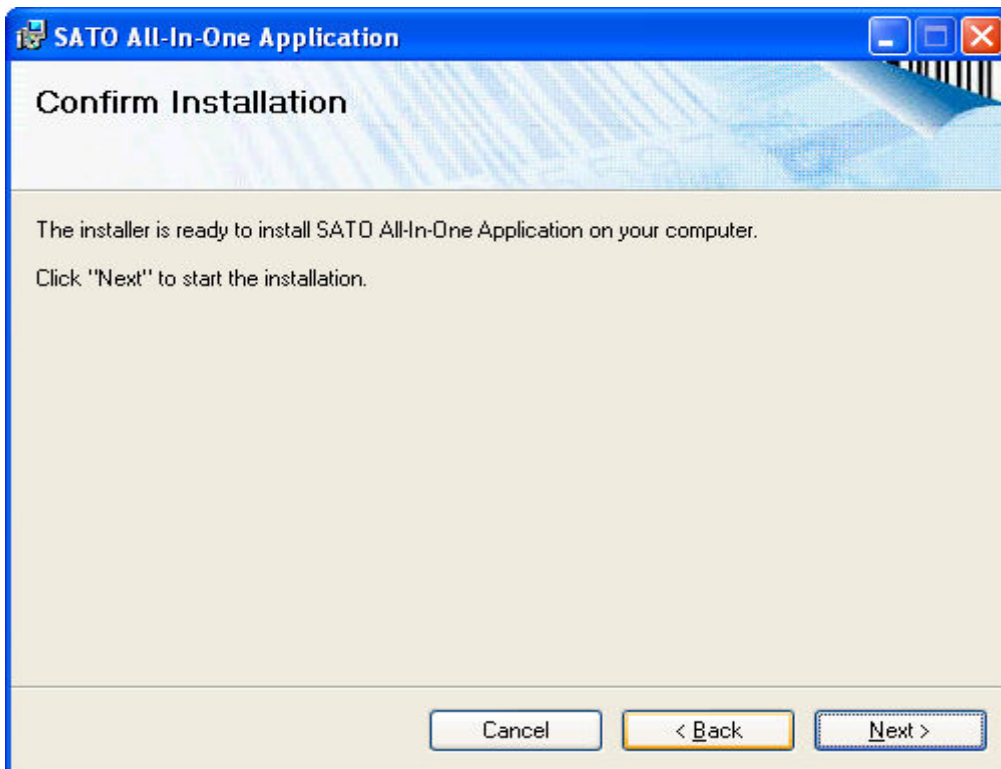 SATO All-In-One Application
Confirm Installation
The installer is ready to install SATO All-In-One Application on your computer.
Click "Next" to start the installation.
Cancel
< Back
Next >